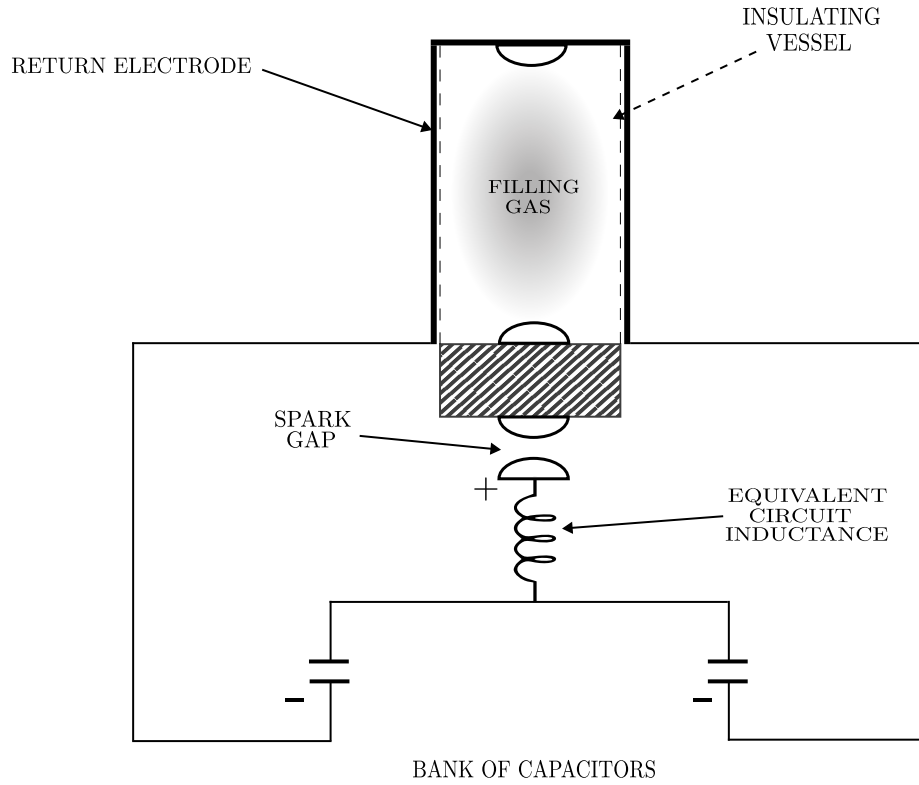 INSULATING
VESSEL
RETURN ELECTRODE
FILLING
GAS
SPARK
GAP
+
EQUIVALENT
CIRCUIT
INDUCTANCE
-
-
BANK OF CAPACITORS